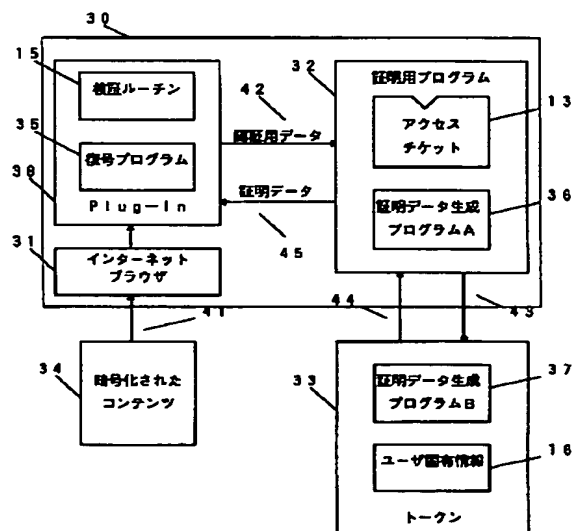 30
15
検証ルーチン
35
復号プログラム
38
Plug-In
31
インターネット
ブラウザ
42
認証用データ
証明データ
45
32
証明用プログラム
アクセス
チケット
13
証明データ生成
プログラムA
36
41
44
43
34
暗号化された
コンテンツ
33
証明データ生成
プログラムB
37
ユーザ固有情報
16
トークン